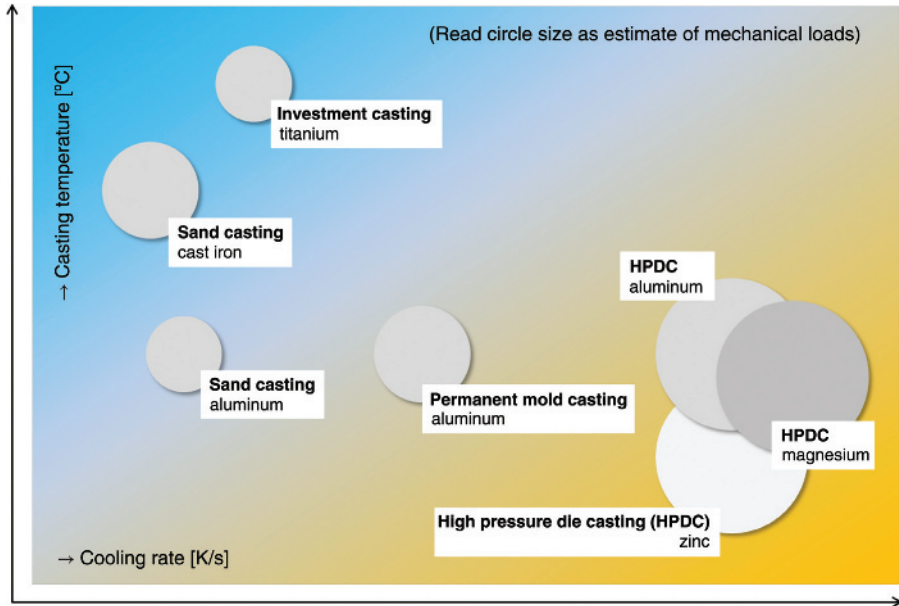 (Read circle size as estimate of mechanical loads)
→ Casting temperature [ºC]
Investment casting
titanium
Sand casting
cast iron
HPDC
aluminum
Sand casting
aluminum
Permanent mold casting
aluminum
HPDC
magnesium
High pressure die casting (HPDC)
zinc
→ Cooling rate [K/s]